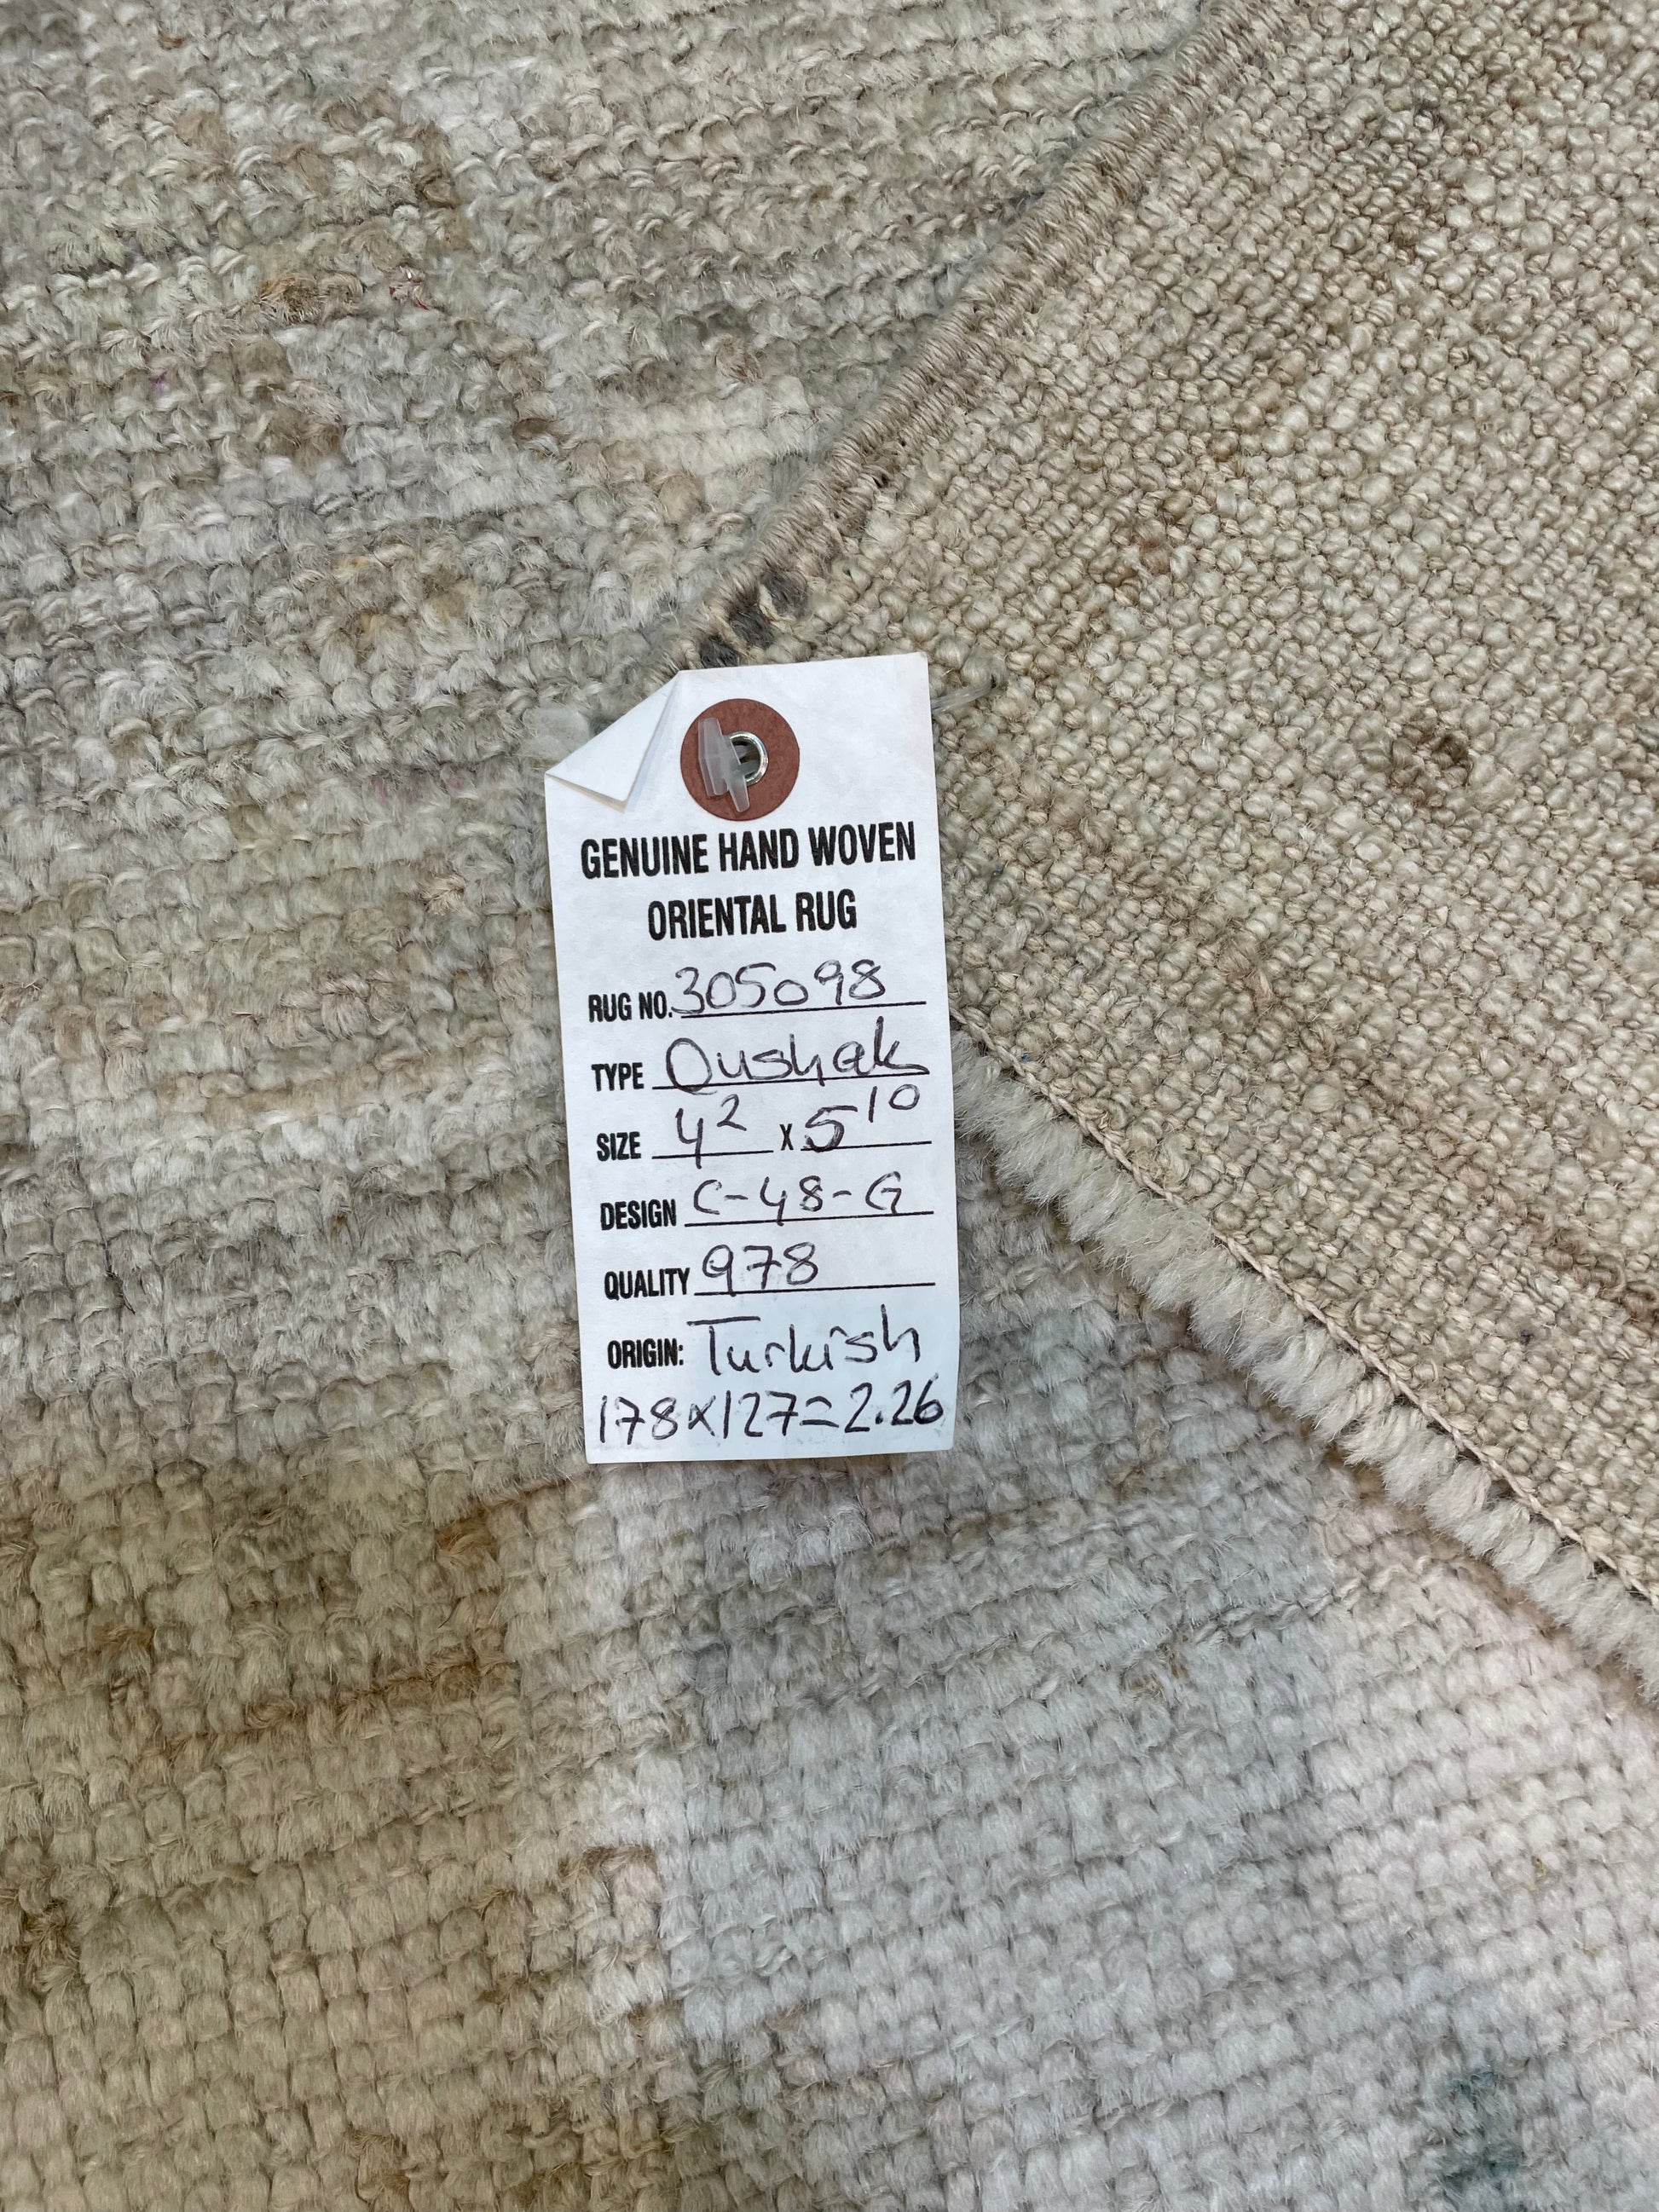 GENUINE HAND WOVEN
ORIENTAL RUG
RUG NO. 305098
TYPE Oushak
SIZE 4² x 5¹⁰
DESIGN C-48-G
QUALITY 978
ORIGIN: Turkish
178x127=2.26